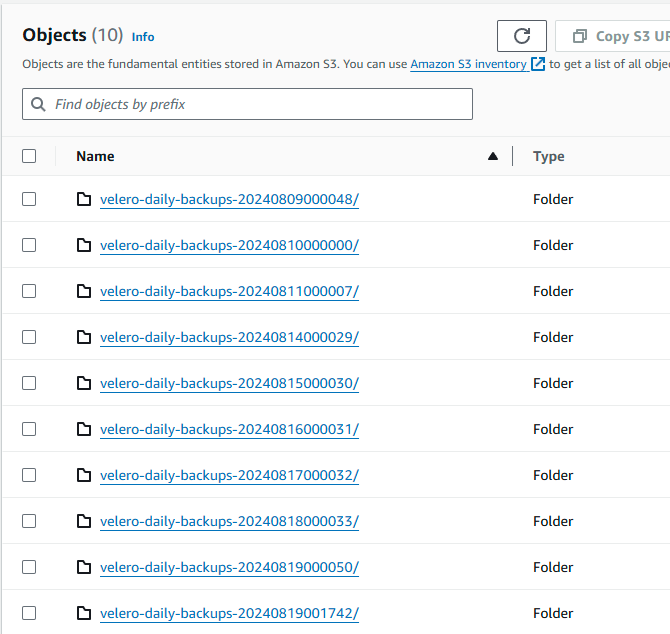 Objects (10) Info
Copy S3 UR
Objects are the fundamental entities stored in Amazon S3. You can use Amazon S3 inventory to get a list of all obje
Find objects by prefix
Name Type
velero-daily-backups-20240809000048/ Folder
velero-daily-backups-20240810000000/ Folder
velero-daily-backups-20240811000007/ Folder
velero-daily-backups-20240814000029/ Folder
velero-daily-backups-20240815000030/ Folder
velero-daily-backups-20240816000031/ Folder
velero-daily-backups-20240817000032/ Folder
velero-daily-backups-20240818000033/ Folder
velero-daily-backups-20240819000050/ Folder
velero-daily-backups-20240819001742/ Folder